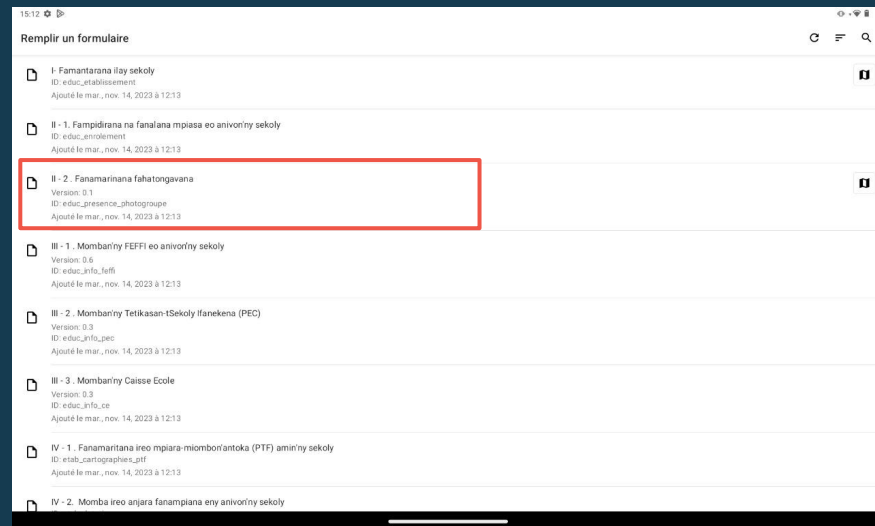 15:12
Remplir un formulaire
I- Famantarana ilay sekoly
ID: educ_etablissement
Ajouté le mar., nov. 14, 2023 à 12:13
II - 1. Fampidirana na fanalana mpiasa eo anivon'ny sekoly
ID: educ_enrolement
Ajouté le mar., nov. 14, 2023 à 12:13
II - 2 . Fanamarinana fahatongavana
Version: 0.1
ID: educ_presence_photogroupe
Ajouté le mar., nov. 14, 2023 à 12:13
III - 1 . Momban'ny FEFFI eo anivon'ny sekoly
Version: 0.6
ID: educ_info_feffi
Ajouté le mar., nov. 14, 2023 à 12:13
III - 2 . Momban'ny Tetikasan-tSekoly Ifanekena (PEC)
Version: 0.3
ID: educ_info_pec
Ajouté le mar., nov. 14, 2023 à 12:13
III - 3 . Momban'ny Caisse Ecole
Version: 0.3
ID: educ_info_ce
Ajouté le mar., nov. 14, 2023 à 12:13
IV - 1 . Fanamaritana ireo mpiara-miombon'antoka (PTF) amin'ny sekoly
ID: etab_cartographies_ptf
Ajouté le mar., nov. 14, 2023 à 12:13
IV - 2. Momba ireo anjara fanampiana eny anivon'ny sekoly